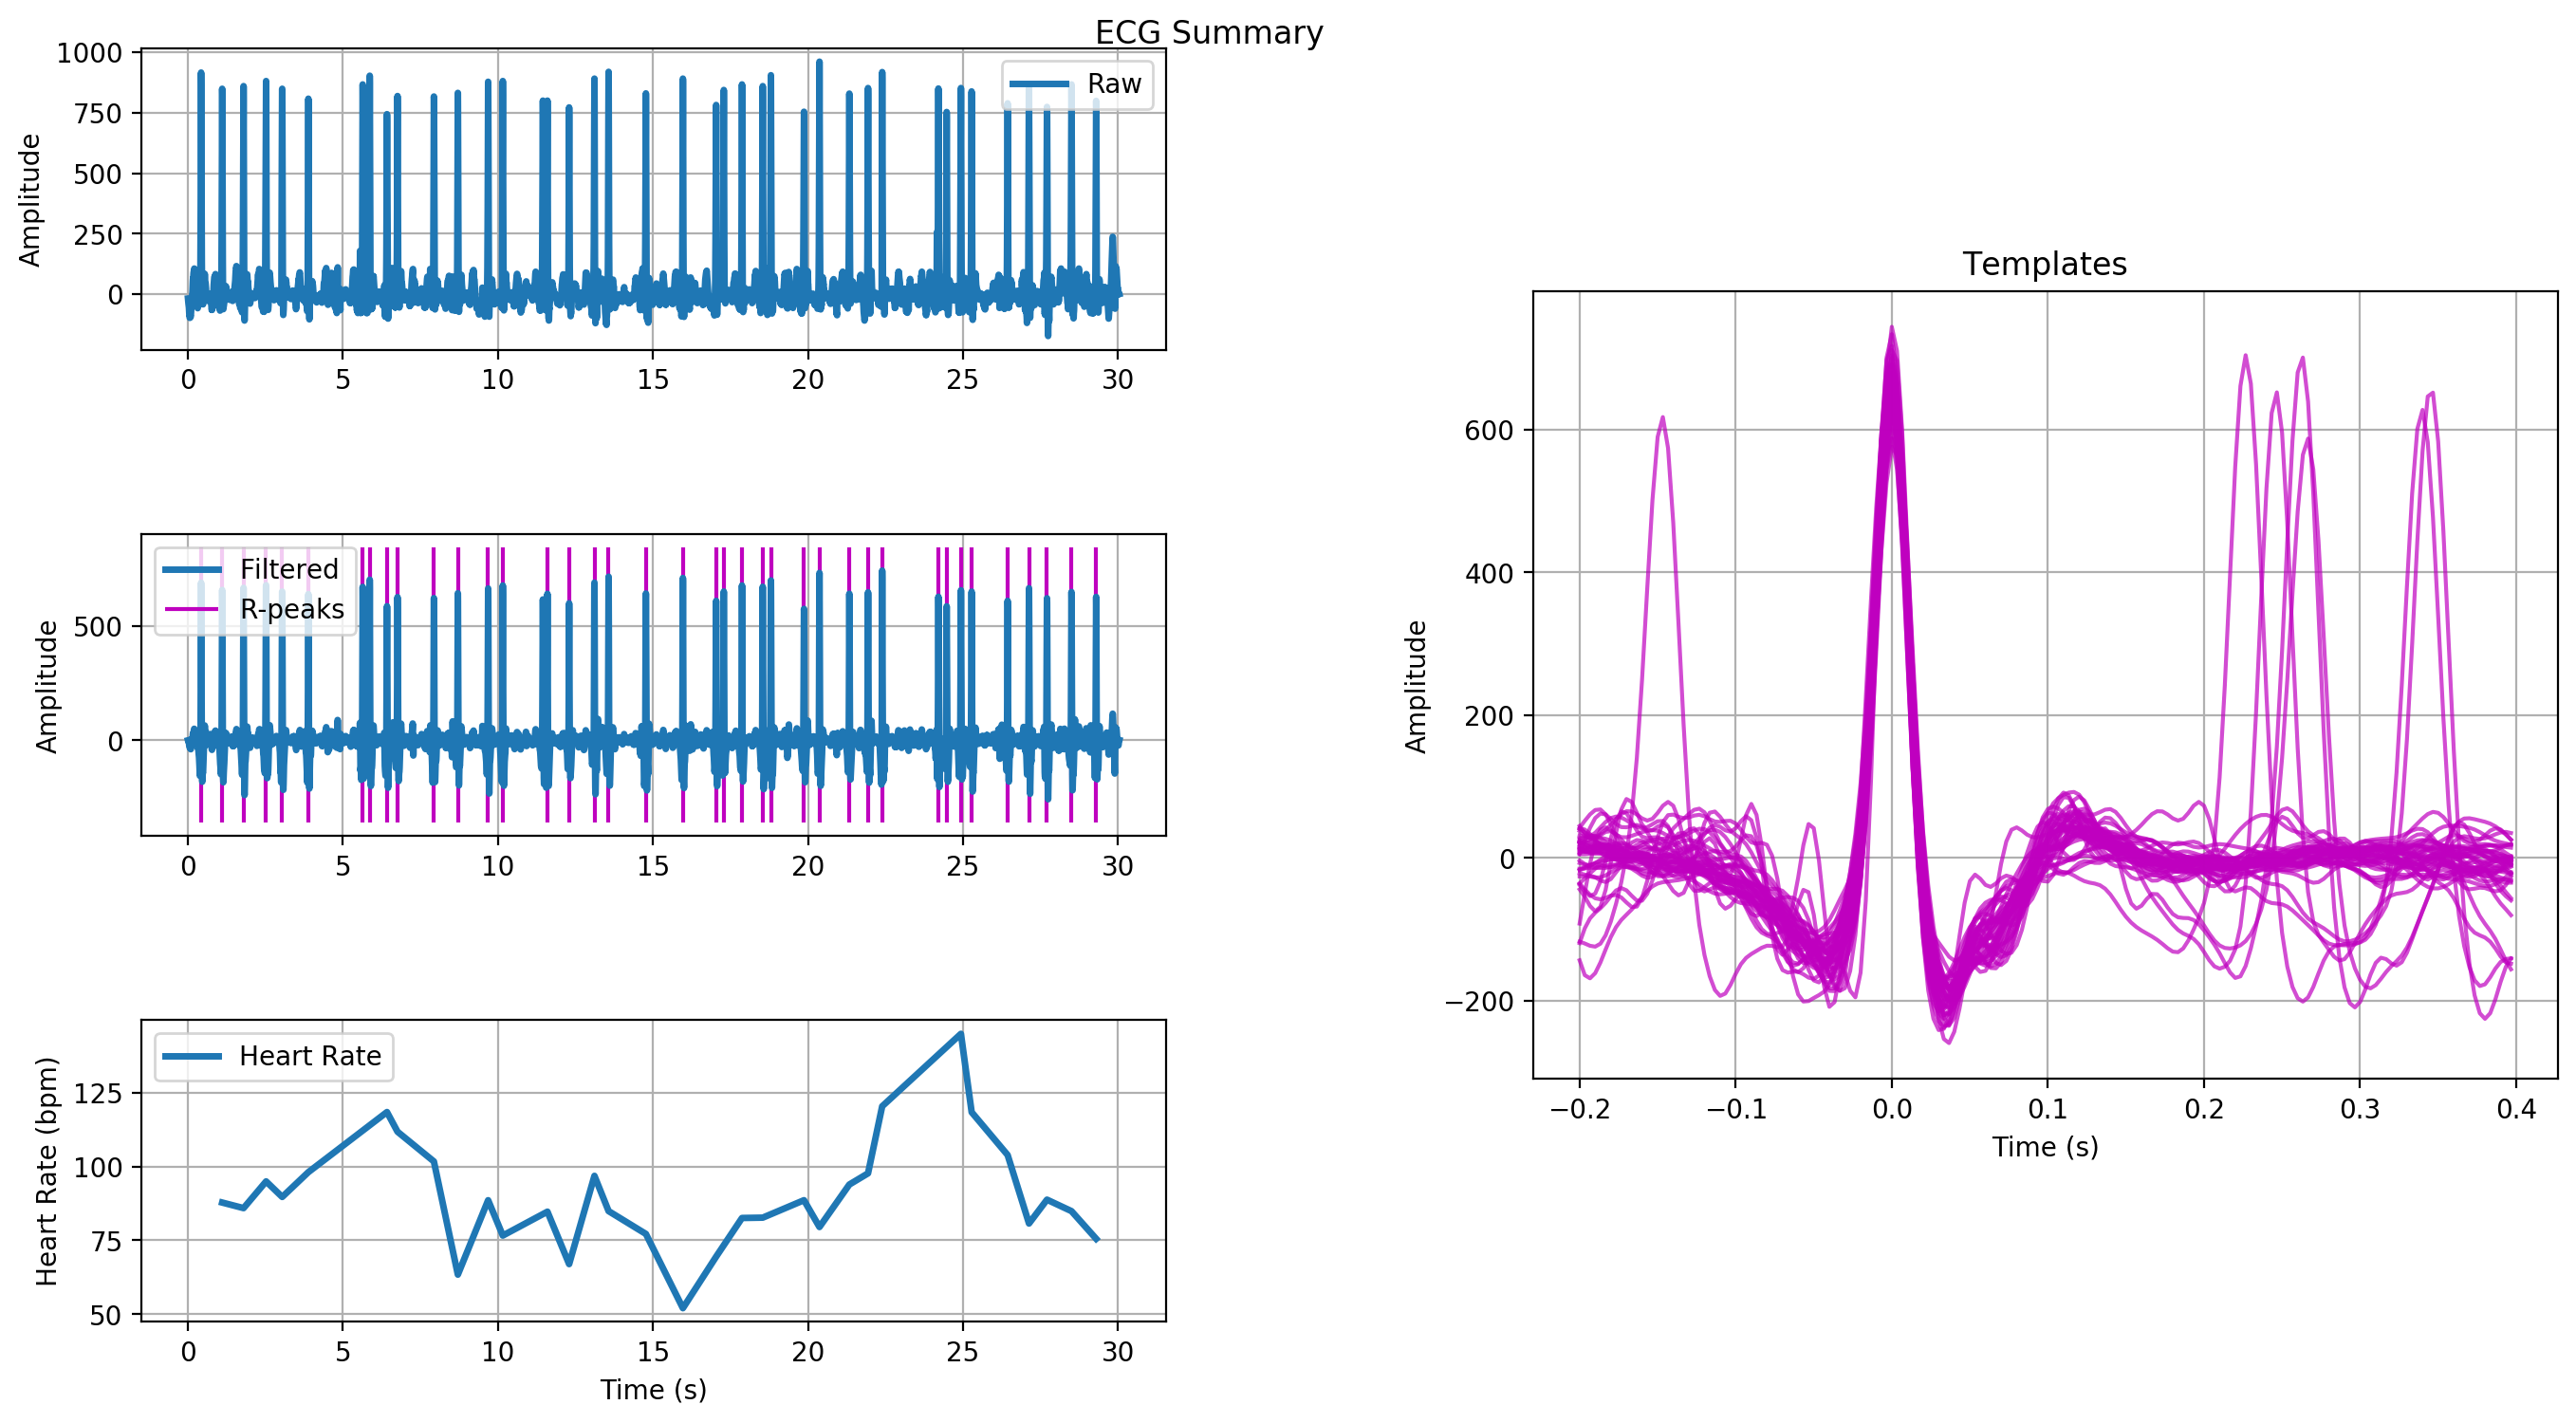 ECG Summary
1000
750
500
250
0
Amplitude
Raw
0 5 10 15 20 25 30
500
0
Amplitude
Filtered
R-peaks
0 5 10 15 20 25 30
125
100
75
50
Heart Rate (bpm)
Heart Rate
0 5 10 15 20 25 30
Time (s)
Templates
600
400
200
0
−200
Amplitude
−0.2 −0.1 0.0 0.1 0.2 0.3 0.4
Time (s)